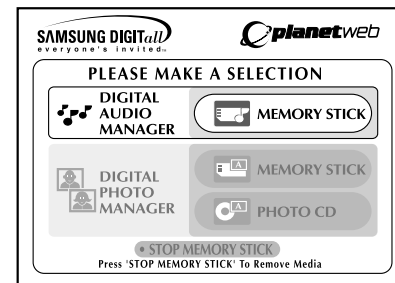 SAMSUNG DIGITall
everyone's invited™
planetweb
PLEASE MAKE A SELECTION
DIGITAL
AUDIO
MANAGER
MEMORY STICK
DIGITAL
PHOTO
MANAGER
A
MEMORY STICK
A
PHOTO CD
• STOP MEMORY STICK
Press 'STOP MEMORY STICK' To Remove Media